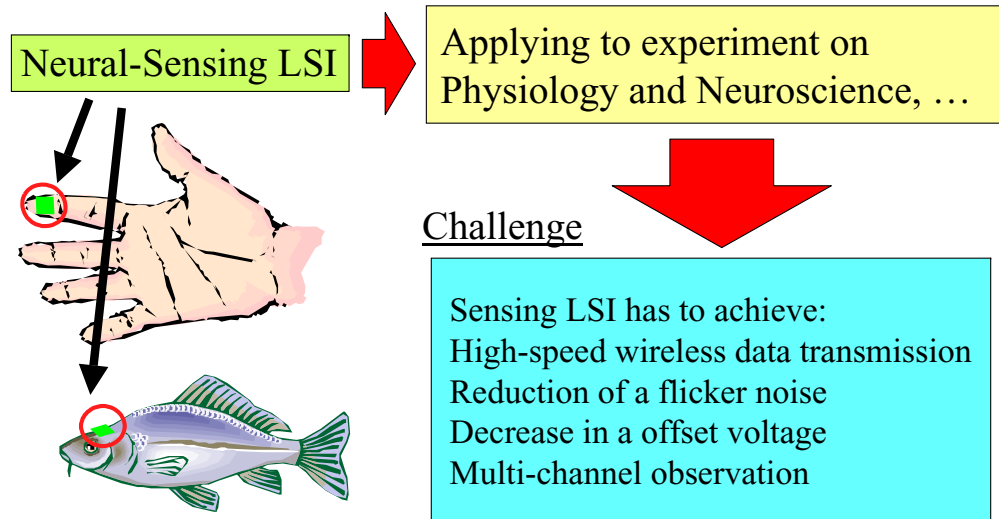 Neural-Sensing LSI
Applying to experiment on
Physiology and Neuroscience, …
Challenge
Sensing LSI has to achieve:
High-speed wireless data transmission
Reduction of a flicker noise
Decrease in a offset voltage
Multi-channel observation